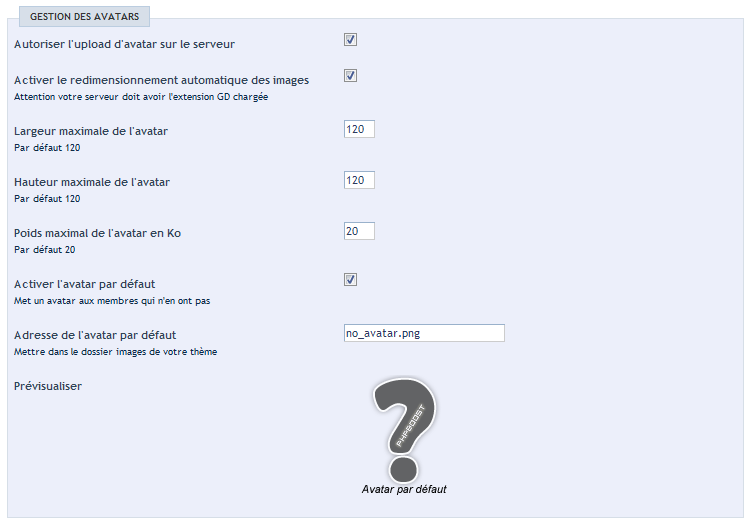 GESTION DES AVATARS
Autoriser l'upload d'avatar sur le serveur
Activer le redimensionnement automatique des images
Attention votre serveur doit avoir l'extension GD chargée
Largeur maximale de l'avatar
120
Par défaut 120
Hauteur maximale de l'avatar
120
Par défaut 120
Poids maximal de l'avatar en Ko
20
Par défaut 20
Activer l'avatar par défaut
Met un avatar aux membres qui n'en ont pas
Adresse de l'avatar par défaut
no_avatar.png
Mettre dans le dossier images de votre thème
Prévisualiser
PHPBOOST
Avatar par défaut